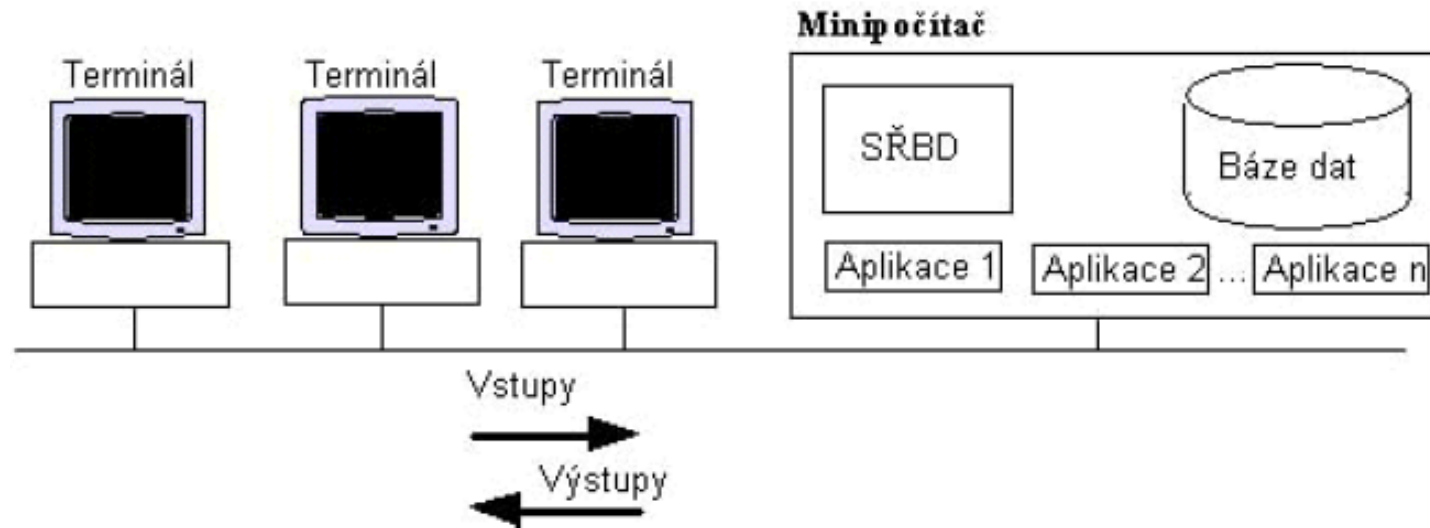 Minipočítač
Terminál Terminál Terminál
SŘBD
Báze dat
Aplikace 1 Aplikace 2 ... Aplikace n
Vstupy
Výstupy